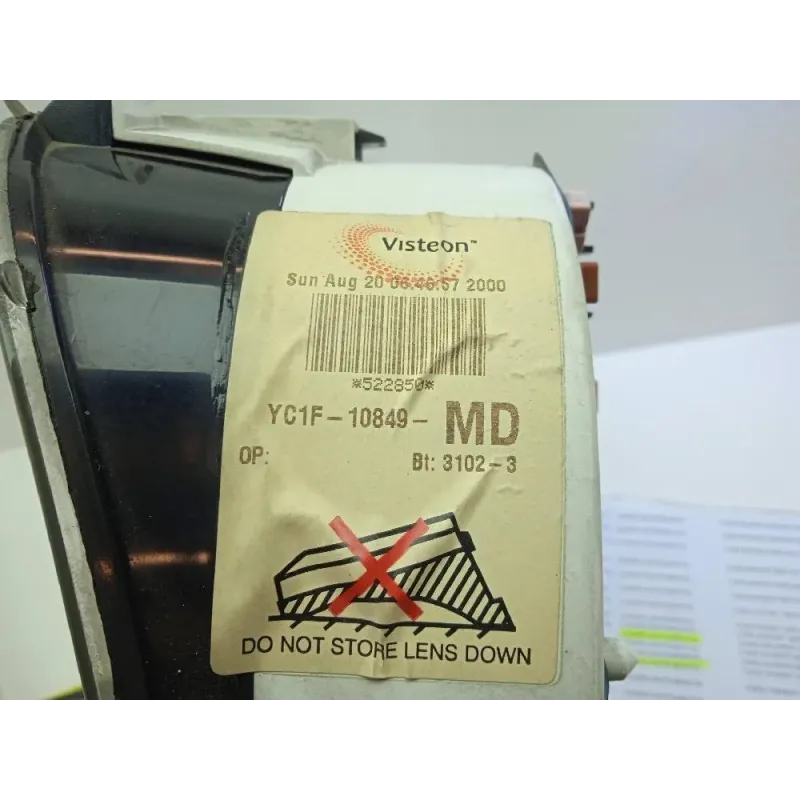 Visteon™
Sun Aug 20 06:46:57 2000
*522850*
YC1F-10849- MD
OP:
Bt: 3102-3
DO NOT STORE LENS DOWN